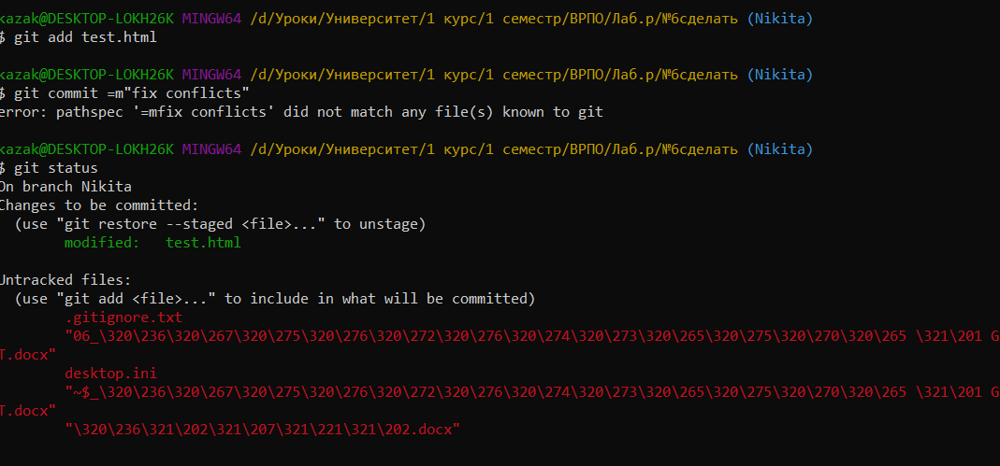 kazak@DESKTOP-LOKH26K MINGW64 /d/Уроки/Университет/1 курс/1 семестр/ВРПО/Лаб.р/№6сделать (Nikita)
$ git add test.html
kazak@DESKTOP-LOKH26K MINGW64 /d/Уроки/Университет/1 курс/1 семестр/ВРПО/Лаб.р/№6сделать (Nikita)
$ git commit =m"fix conflicts"
error: pathspec '=mfix conflicts' did not match any file(s) known to git
kazak@DESKTOP-LOKH26K MINGW64 /d/Уроки/Университет/1 курс/1 семестр/ВРПО/Лаб.р/№6сделать (Nikita)
$ git status
On branch Nikita
Changes to be committed:
  (use "git restore --staged <file>..." to unstage)
        modified:   test.html
Untracked files:
  (use "git add <file>..." to include in what will be committed)
        .gitignore.txt
        "06_\320\236\320\267\320\275\320\276\320\272\320\276\320\274\320\273\320\265\320\275\320\270\320\265 \321\201 G
T.docx"
        desktop.ini
        "~$_\320\236\320\267\320\275\320\276\320\272\320\276\320\274\320\273\320\265\320\275\320\270\320\265 \321\201 G
T.docx"
        "\320\236\321\202\321\207\321\221\321\202.docx"